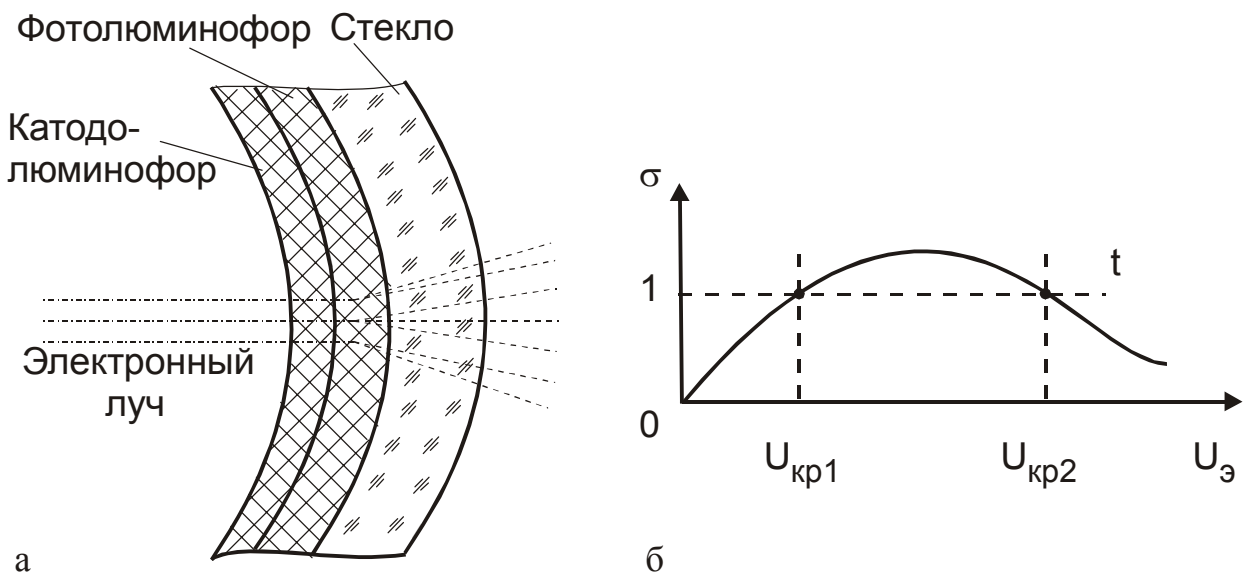 Фотолюминофор Стекло
Катодо-
люминофор
Электронный
луч
а
σ
1
t
0
Uкр1
Uкр2
Uэ
б